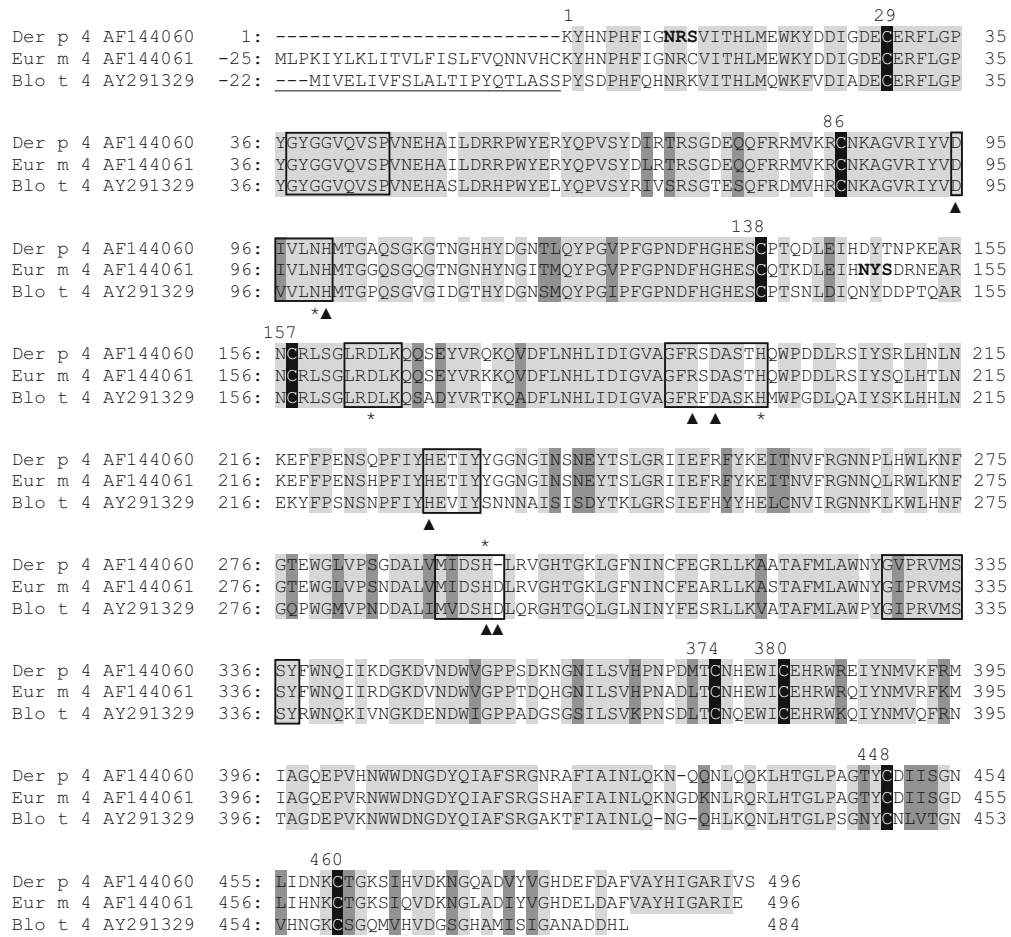 1 29
Der p 4 AF144060 1: -------------------------KYHNPHFIGNRSVITHLMEWKYDDIGDECERFLGP 35
Eur m 4 AF144061 -25: MLPKIYLKLITVLFISLFVQNNVHCKYHNPHFIGNRCVITHLMEWKYDDIGDECERFLGP 35
Blo t 4 AY291329 -22: ---MIVELIVFSLALTIPYQTLASSPYSDPHFQHNRKVITHLMQWKFVDIADECERFLGP 35
86
Der p 4 AF144060 36: YGYGGVQVSPVNEHAILDRRPWYERYQPVSYDIRTRSGDEQQFRRMVKRCNKAGVRIYVD 95
Eur m 4 AF144061 36: YGYGGVQVSPVNEHAILDRRPWYERYQPVSYDIRTRSGDEQQFRRMVKRCNKAGVRIYVD 95
Blo t 4 AY291329 36: YGYGGVQVSPVNEHASLDRHPWYELYQPVSYRIVSRSGTESQFRDMVHRCNKAGVRIYVD 95
▲
138
Der p 4 AF144060 96: IVLNHMTGAQSGKGTNGHHYDGNTLQYPGVPFGPNDFHGHESCPTQDLEIHDYTNPKEAR 155
Eur m 4 AF144061 96: IVLNHMTGGQSGQGTNGNHYNGITMQYPGVPFGPNDFHGHESCQTKDLEIHNYSDRNEAR 155
Blo t 4 AY291329 96: VVLNHMTGPQSGVGIDGTHYDGNSMQYPGIPFGPNDFHGHESCPTSNLDIQNYDDPTQAR 155
*▲
157
Der p 4 AF144060 156: NCRLSGLRDLKQQSEYVRQKQVDFLNHLIDIGVAGFRSDASTHQWPDDLRSIYSRLHNLN 215
Eur m 4 AF144061 156: NCRLSGLRDLKQQSEYVRKKQVDFLNHLIDIGVAGFRSDASTHQWPDDLRSIYSQLHTLN 215
Blo t 4 AY291329 156: NCRLSGLRDLKQQSADYVRTKQADFLNHLIDIGVAGFRFDASKHMWPGDLQAIYSKLHHLN 215
* ▲ ▲ *
Der p 4 AF144060 216: KEFFPENSQPFIYHETIYYGGNGINSNEYTSLGRIIEFRFYKEITNVFRGNNPLHWLKNF 275
Eur m 4 AF144061 216: KEFFPENSHPFIYHETIYYGGNGINSNEYTSLGRIIEFRFYKEITNVFRGNNQLRWLKNF 275
Blo t 4 AY291329 216: EKYFPSNSNPFIYHEVIYSNNNAISISDYTKLGRSIEFHYYHELCNVIRGNNKLKWLKNF 275
▲ *
Der p 4 AF144060 276: GTEWGLVPSGDALVMIDSH-LRVGHTGKLGFNINCFEGRLLKAATAFMLAWNYGVPRVMS 335
Eur m 4 AF144061 276: GTEWGLVPSNDALVMIDSHDLRVGHTGKLGFNINCFEARLLKASTAFMLAWNYGVPRVMS 335
Blo t 4 AY291329 276: GQPWGMVPNDDALIMVDSHDLQRGHTGQLGLNINYFESRLLKVATAFMLAWPYGIPRVMS 335
▲▲
374 380
Der p 4 AF144060 336: SYFWNQIIKDGKDVNDWVGPPSDKNGNILSVHPNPDMTCNHEWICEHRWREIYNMVKFRM 395
Eur m 4 AF144061 336: SYFWNQIIRDGKDVNDWVGPPTDQHGNILSVHPNADLTCNHEWICEHRWRQIYNMVRFKM 395
Blo t 4 AY291329 336: SYRWNQKIVNGKDENDWIGPPADGSGSILSVKPNSDLTCNQEWICEHRWKQIYNMVQFRN 395
448
Der p 4 AF144060 396: IAGQEPVHNWWDNGDYQIAFSRGNRAFIAINLQKN-QQNLQQKLHTGLPAGTYCDIISGN 454
Eur m 4 AF144061 396: IAGQEPVRNWWDNGDYQIAFSRGSHAFIAINLQKNGDKNLRQRLHTGLPAGTYCDIISGD 455
Blo t 4 AY291329 396: TAGDEPVKNWWDNGDYQIAFSRGAKTFIAINLQ-NG-QHLKQNLHTGLPSGNYCNLVTGN 453
460
Der p 4 AF144060 455: LIDNKCTGKSIHVDKNGQADVYVGHDEFDAFVAYHIGARIVS 496
Eur m 4 AF144061 456: LIHNKCTGKSIQVDKNGLADIYVGHDELDAFVAYHIGARIE 496
Blo t 4 AY291329 454: VHNGKCSGQMVHVDGSGHAMISIGANADDHL 484